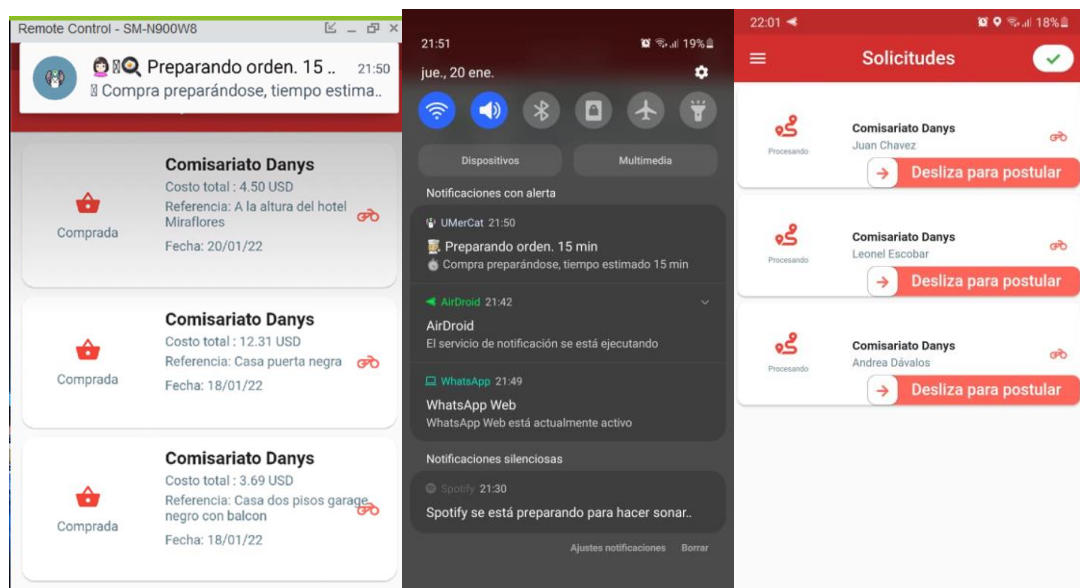 Remote Control - SM-N900W8
Preparando orden. 15 .. 21:50
Compra preparándose, tiempo estima..
Comisariato Danys
Costo total : 4.50 USD
Referencia: A la altura del hotel
Miraflores
Fecha: 20/01/22
Comprada
Comisariato Danys
Costo total : 12.31 USD
Referencia: Casa puerta negra
Fecha: 18/01/22
Comprada
Comisariato Danys
Costo total : 3.69 USD
Referencia: Casa dos pisos garage
negro con balcon
Fecha: 18/01/22
Comprada
21:51 19%
jue., 20 ene.
Dispositivos Multimedia
Notificaciones con alerta
UMerCat 21:50
Preparando orden. 15 min
Compra preparándose, tiempo estimado 15 min
AirDroid 21:42
AirDroid
El servicio de notificación se está ejecutando
WhatsApp 21:49
WhatsApp Web
WhatsApp Web está actualmente activo
Notificaciones silenciosas
Spotify 21:30
Spotify se está preparando para hacer sonar..
Ajustes notificaciones Borrar
22:01 18%
Solicitudes
Comisariato Danys
Juan Chavez
Procesando
Desliza para postular
Comisariato Danys
Leonel Escobar
Procesando
Desliza para postular
Comisariato Danys
Andrea Dávalos
Procesando
Desliza para postular